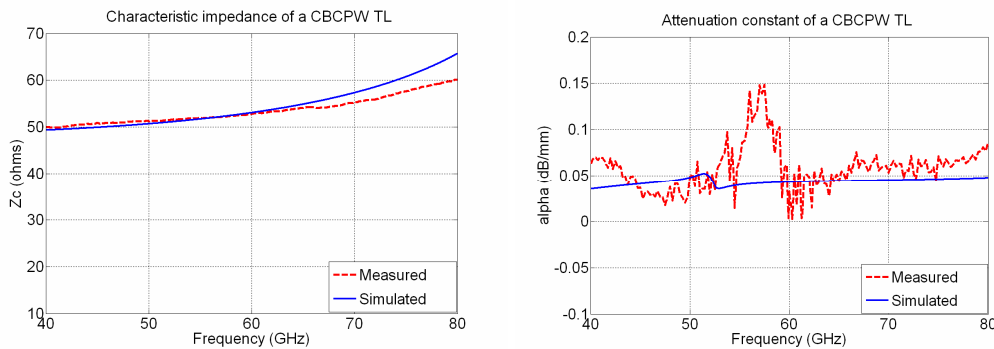 Characteristic impedance of a CBCPW TL
70
60
50
40
30
20
10
Zc (ohms)
40
50
60
70
80
Frequency (GHz)
Measured
Simulated
Attenuation constant of a CBCPW TL
0.2
0.15
0.1
0.05
0
-0.05
-0.1
alpha (dB/mm)
40
50
60
70
80
Frequency (GHz)
Measured
Simulated